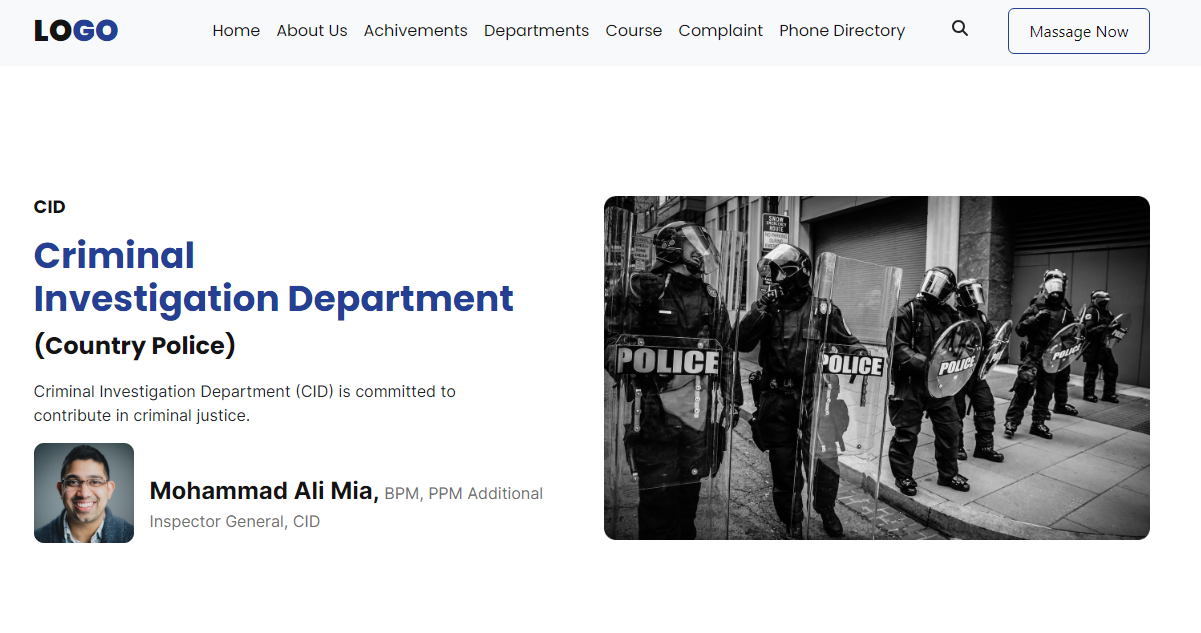 LOGO
Home About Us Achivements Departments Course Complaint Phone Directory
Massage Now
CID
Criminal
Investigation Department
(Country Police)
Criminal Investigation Department (CID) is committed to
contribute in criminal justice.
Mohammad Ali Mia, BPM, PPM Additional
Inspector General, CID
SNOW
EMERGENCY
ROUTE
POLICE
POLICE
POLICE
POLICE